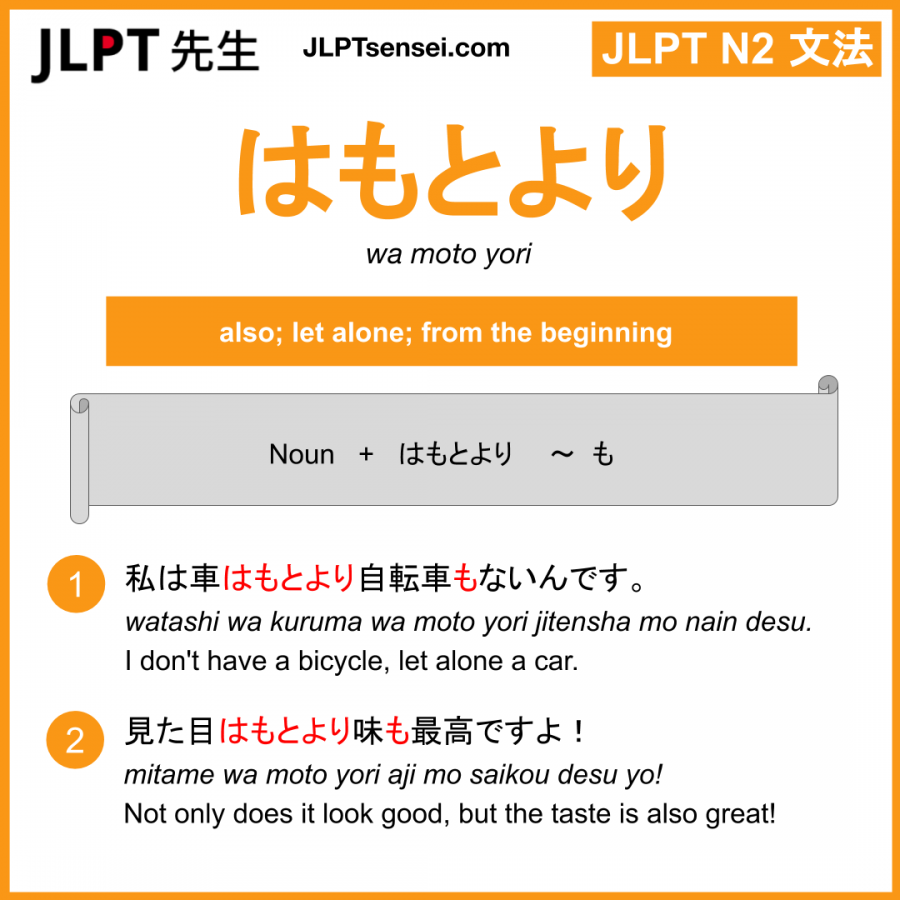 JLPT 先生
JLPTsensei.com
JLPT N2 文法
はもとより
wa moto yori
also; let alone; from the beginning
Noun + はもとより ～ も
1 私は車はもとより自転車もないんです。
watashi wa kuruma wa moto yori jitensha mo nain desu.
I don't have a bicycle, let alone a car.
2 見た目はもとより味も最高ですよ！
mitame wa moto yori aji mo saikou desu yo!
Not only does it look good, but the taste is also great!